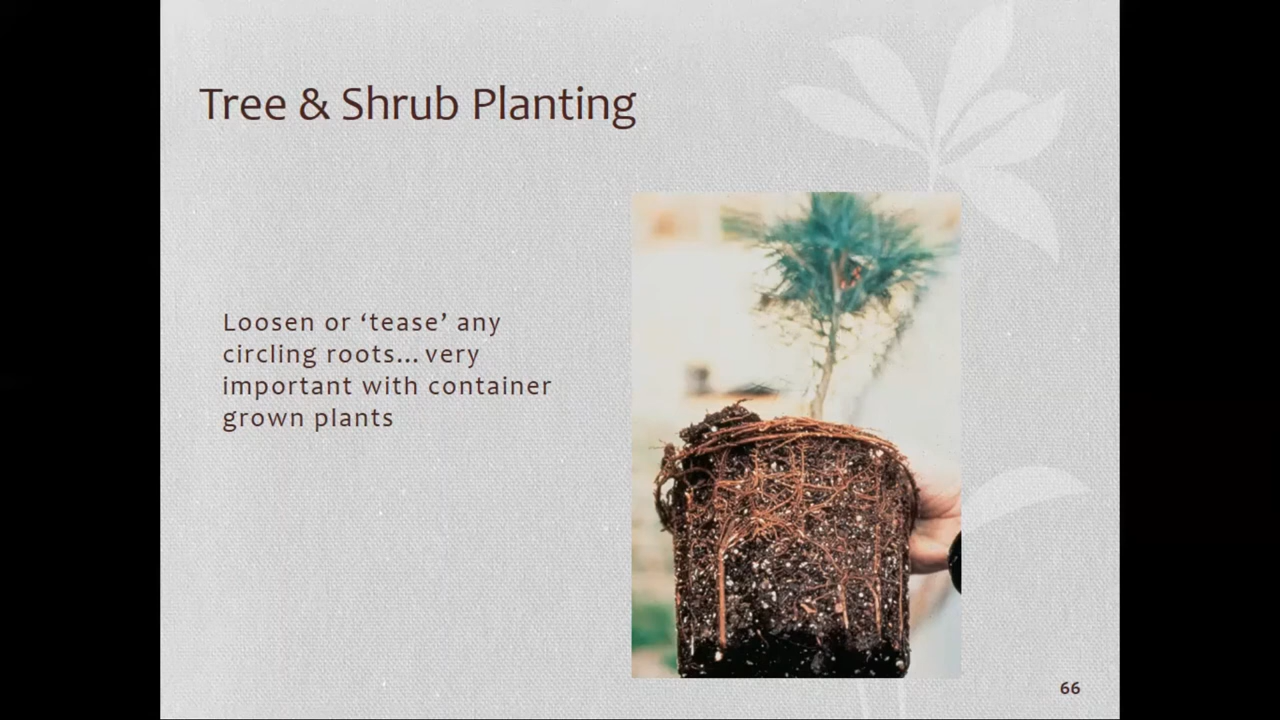 Tree & Shrub Planting
Loosen or ‘tease’ any
circling roots... very
important with container
grown plants
66